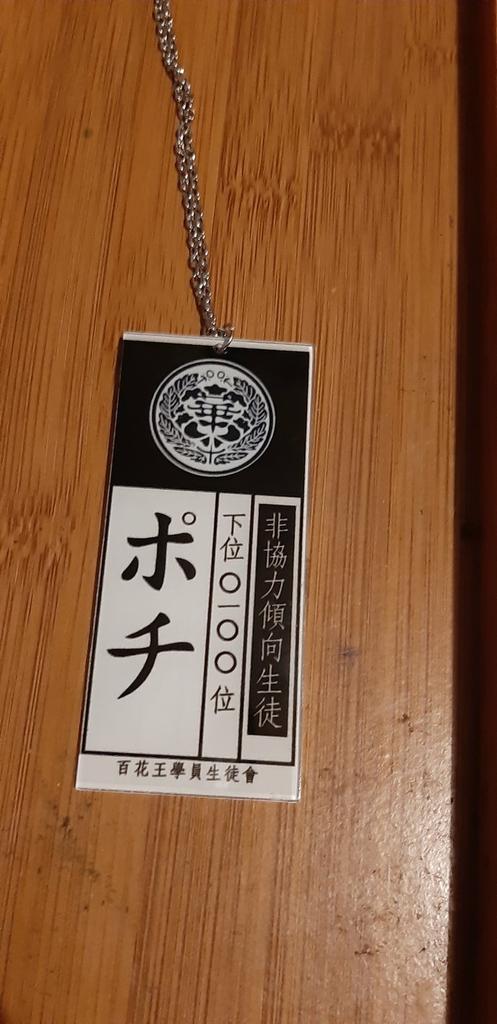 華
非協力傾向生徒
下位〇一〇〇位
ポチ
百花王學員生徒會